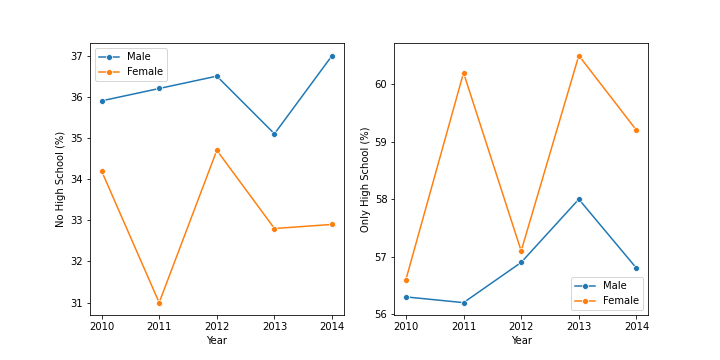 No High School (%)
37
36
35
34
33
32
31
Male
Female
2010 2011 2012 2013 2014
Year
Only High School (%)
60
59
58
57
56
Male
Female
2010 2011 2012 2013 2014
Year